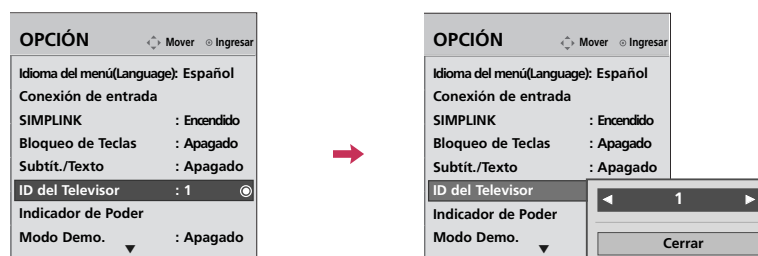 OPCIÓN Mover Ingresar
Idioma del menú(Language): Español
Conexión de entrada
SIMPLINK : Encendido
Bloqueo de Teclas : Apagado
Subtít./Texto : Apagado
ID del Televisor : 1
Indicador de Poder
Modo Demo. : Apagado
OPCIÓN Mover Ingresar
Idioma del menú(Language): Español
Conexión de entrada
SIMPLINK : Encendido
Bloqueo de Teclas : Apagado
Subtít./Texto : Apagado
ID del Televisor
Indicador de Poder
Modo Demo.
1
Cerrar